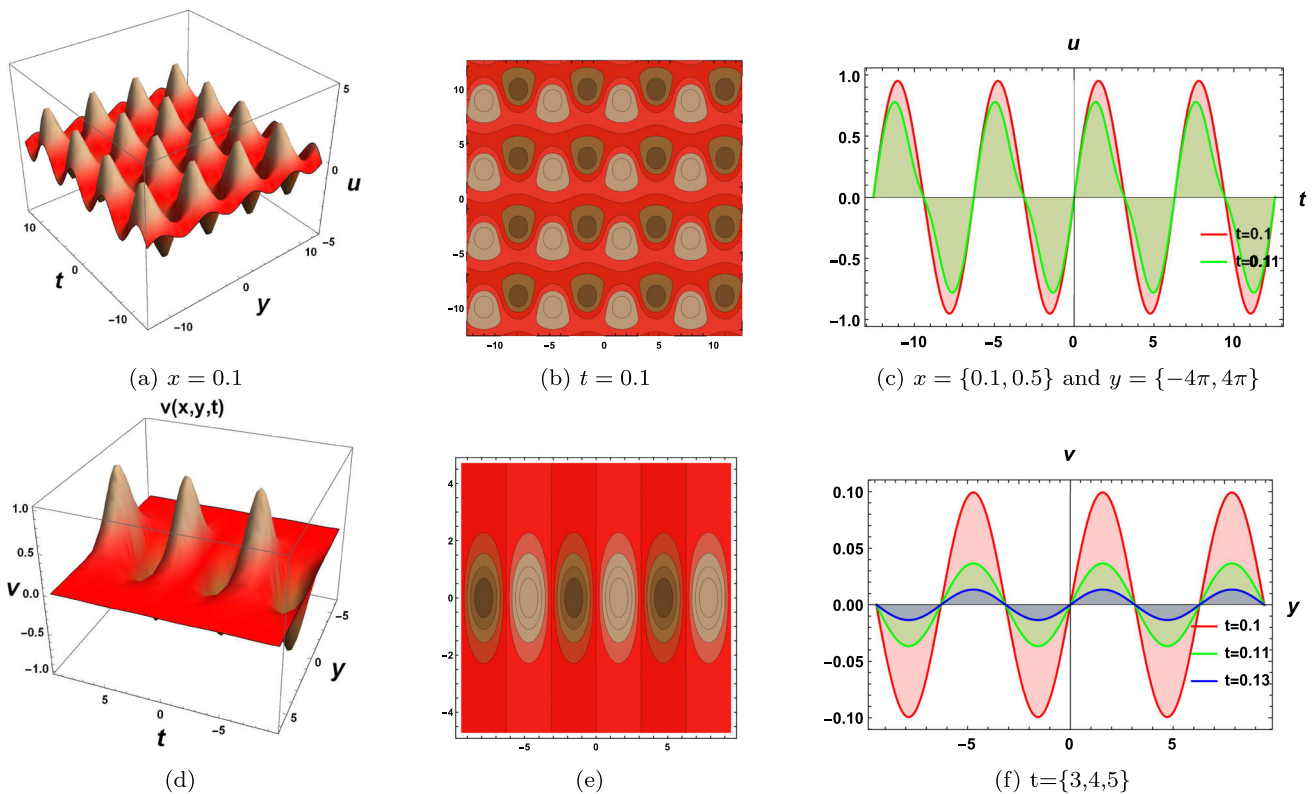 5
0
u
-5
10
0
t
-10
-10
0
y
10
(a) x = 0.1
10
5
0
-5
-10
-10
-5
0
5
10
(b) t = 0.1
u
1.0
0.5
0.0
-0.5
-1.0
t
t=0.1
t=0.11
-10
-5
0
5
10
(c) x = {0.1, 0.5} and y = {−4π, 4π}
v(x,y,t)
1.0
0.5
v
0.0
-0.5
-1.0
5
0
t
-5
-5
0
y
5
(d)
4
2
0
-2
-4
-5
0
5
(e)
v
0.10
0.05
0.00
-0.05
-0.10
y
t=0.1
t=0.11
t=0.13
-5
0
5
(f) t={3,4,5}